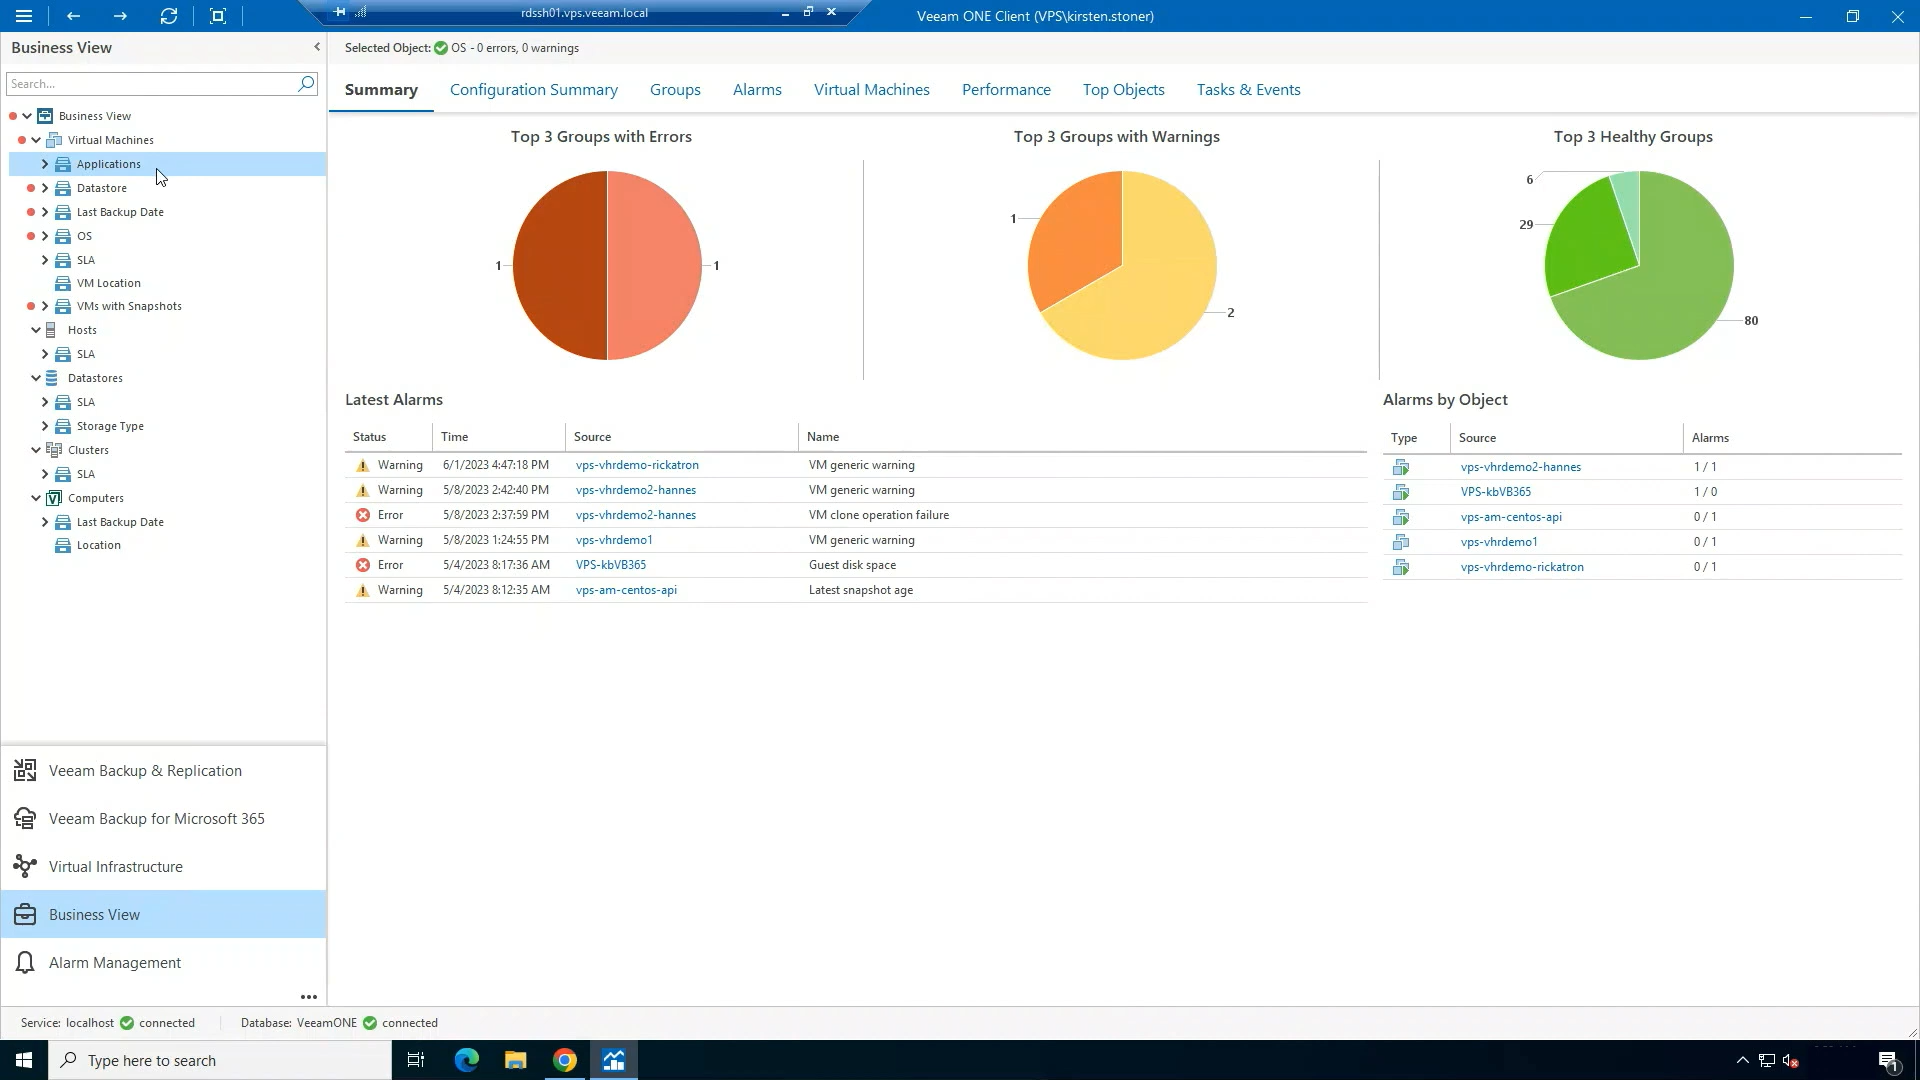 rdssh01.vps.veeam.local
Veeam ONE Client (VPS\kirsten.stoner)
Business View
Selected Object: OS - 0 errors, 0 warnings
Search...
Summary
Configuration Summary
Groups
Alarms
Virtual Machines
Performance
Top Objects
Tasks & Events
Business View
Virtual Machines
Applications
Datastore
Last Backup Date
OS
SLA
VM Location
VMs with Snapshots
Hosts
SLA
Datastores
SLA
Storage Type
Clusters
SLA
Computers
Last Backup Date
Location
Top 3 Groups with Errors
1
1
Top 3 Groups with Warnings
1
2
Top 3 Healthy Groups
6
29
80
Latest Alarms
Status Time Source Name
Warning 6/1/2023 4:47:18 PM vps-vhrdemo-rickatron VM generic warning
Warning 5/8/2023 2:42:40 PM vps-vhrdemo2-hannes VM generic warning
Error 5/8/2023 2:37:59 PM vps-vhrdemo2-hannes VM clone operation failure
Warning 5/8/2023 1:24:55 PM vps-vhrdemo1 VM generic warning
Error 5/4/2023 8:17:36 AM VPS-kbVB365 Guest disk space
Warning 5/4/2023 8:12:35 AM vps-am-centos-api Latest snapshot age
Alarms by Object
Type Source Alarms
vps-vhrdemo2-hannes 1 / 1
VPS-kbVB365 1 / 0
vps-am-centos-api 0 / 1
vps-vhrdemo1 0 / 1
vps-vhrdemo-rickatron 0 / 1
Veeam Backup & Replication
Veeam Backup for Microsoft 365
Virtual Infrastructure
Business View
Alarm Management
Service: localhost connected
Database: VeeamONE connected
Type here to search
1